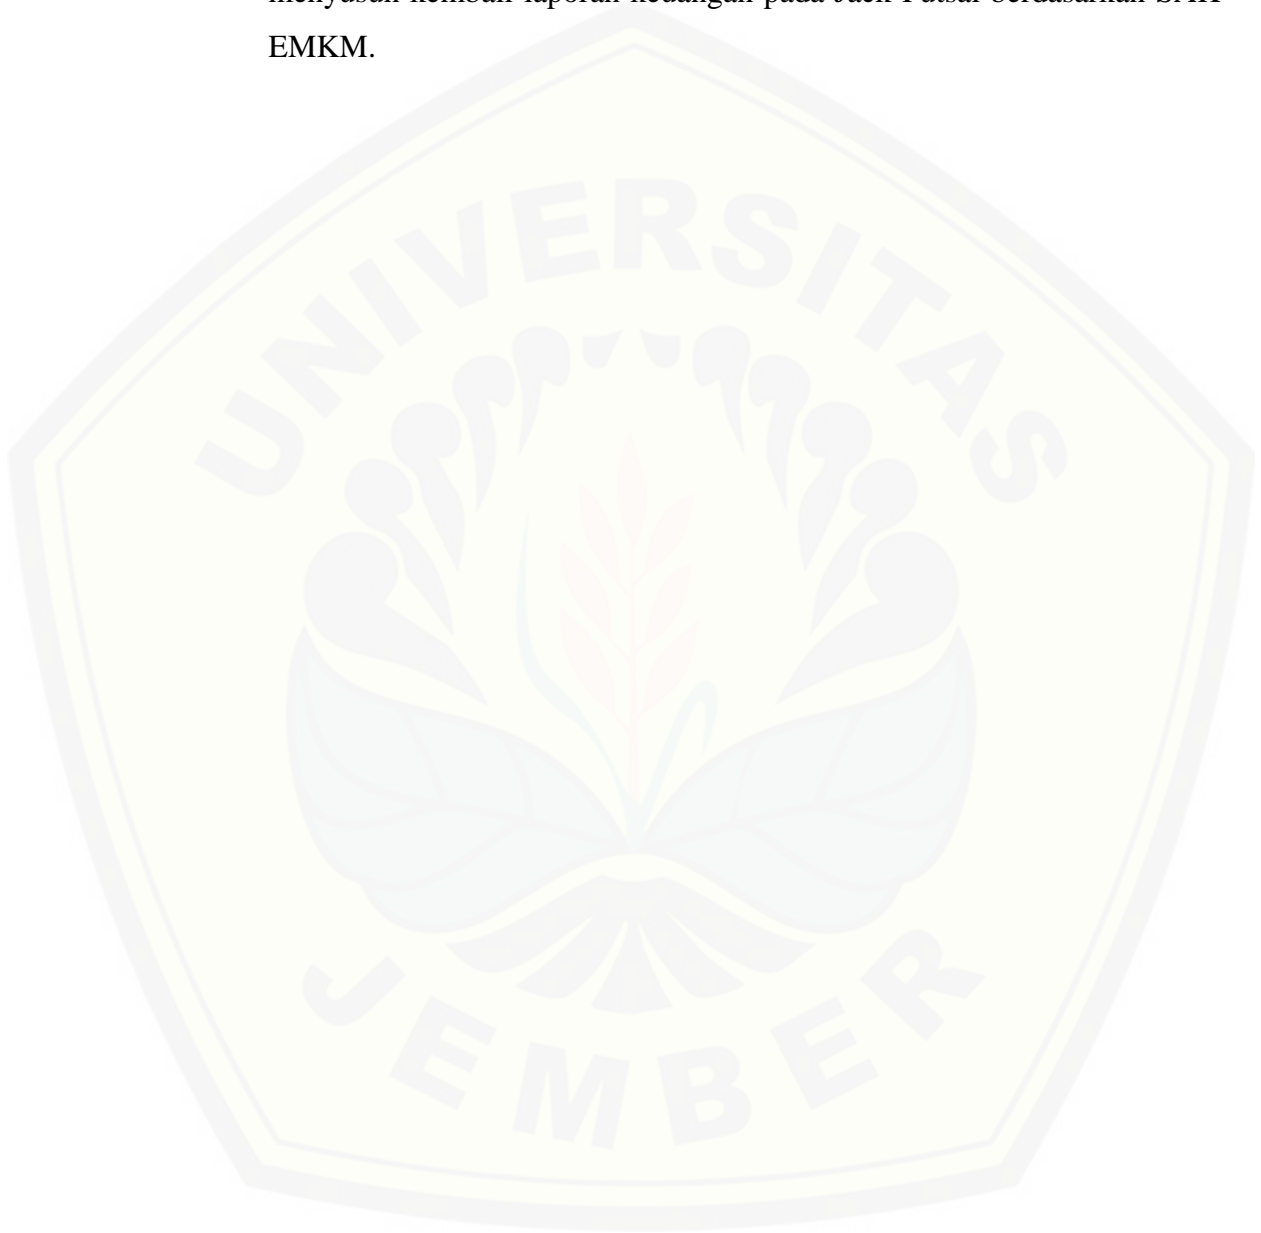 menyusun kembali laporan keuangan pada Jack Futsal berdasarkan SAK
EMKM.
UNIVERSITAS
JEMBER